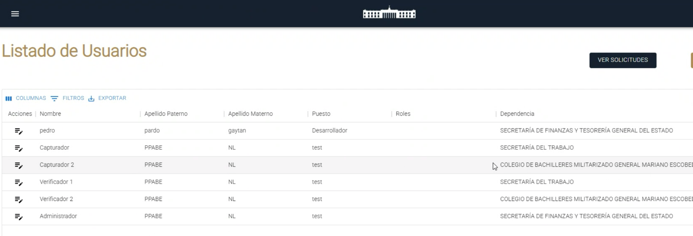 Listado de Usuarios
VER SOLICITUDES
COLUMNAS FILTROS EXPORTAR
Acciones Nombre Apellido Paterno Apellido Materno Puesto Roles Dependencia
pedro pardo gaytan Desarrollador SECRETARÍA DE FINANZAS Y TESORERÍA GENERAL DEL ESTADO
Capturador PPABE NL test SECRETARÍA DEL TRABAJO
Capturador 2 PPABE NL test COLEGIO DE BACHILLERES MILITARIZADO GENERAL MARIANO ESCOBE
Verificador 1 PPABE NL test SECRETARÍA DEL TRABAJO
Verificador 2 PPABE NL test COLEGIO DE BACHILLERES MILITARIZADO GENERAL MARIANO ESCOBE
Administrador PPABE NL test SECRETARÍA DE FINANZAS Y TESORERÍA GENERAL DEL ESTADO